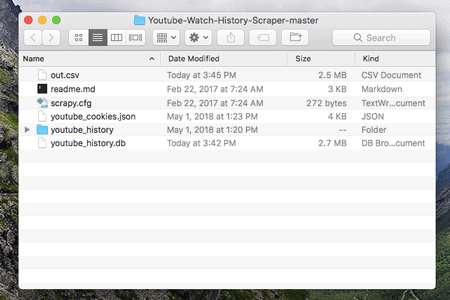 Youtube-Watch-History-Scraper-master
Search
Name Date Modified Size Kind
out.csv Today at 3:45 PM 2.5 MB CSV Document
readme.md Feb 22, 2017 at 7:24 AM 3 KB Markdown
scrapy.cfg Feb 22, 2017 at 7:24 AM 272 bytes TextWr...cument
youtube_cookies.json May 1, 2018 at 1:23 PM 4 KB JSON
youtube_history May 1, 2018 at 1:20 PM -- Folder
youtube_history.db Today at 3:42 PM 2.7 MB DB Bro...cument